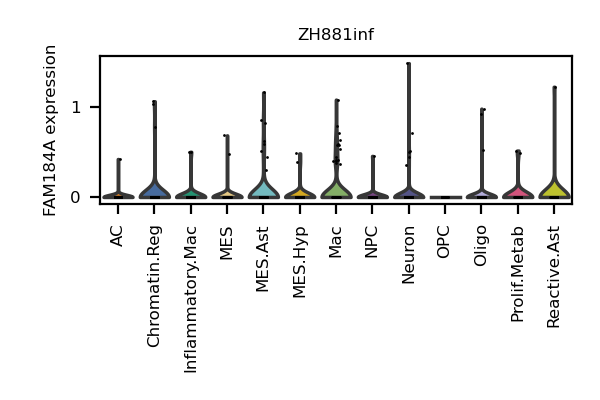 ZH881inf
FAM184A expression
1
0
AC
Chromatin.Reg
Inflammatory.Mac
MES
MES.Ast
MES.Hyp
Mac
NPC
Neuron
OPC
Oligo
Prolif.Metab
Reactive.Ast